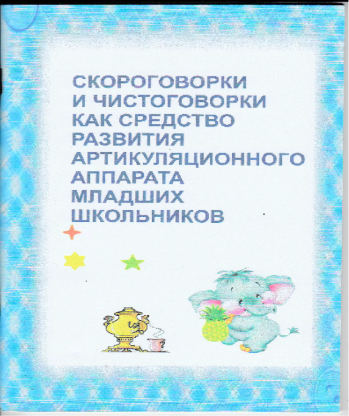 СКОРОГОВОРКИ
И ЧИСТОГОВОРКИ
КАК СРЕДСТВО
РАЗВИТИЯ
АРТИКУЛЯЦИОННОГО
АППАРАТА
МЛАДШИХ
ШКОЛЬНИКОВ